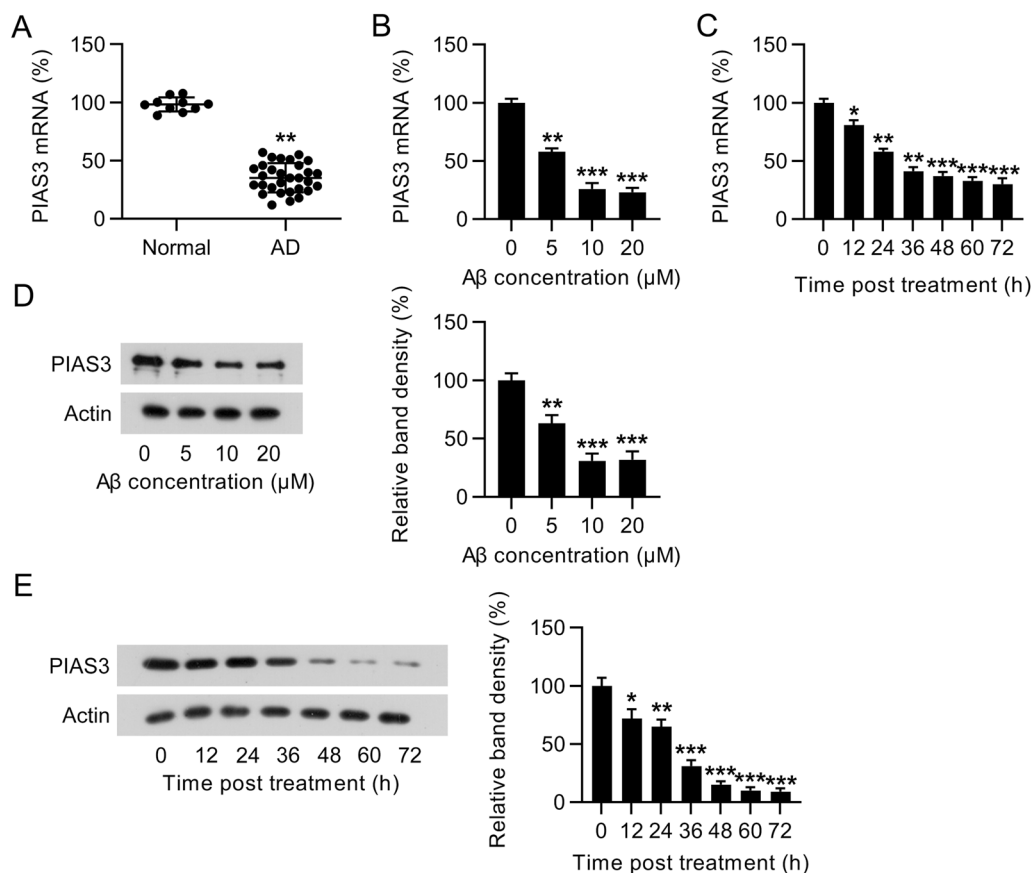 A
PIAS3 mRNA (%)
150
100
50
0
**
Normal AD
B
PIAS3 mRNA (%)
150
100
50
0
** *** ***
0 5 10 20
Aβ concentration (μM)
C
PIAS3 mRNA (%)
150
100
50
0
* ** ** *** *** ***
0 12 24 36 48 60 72
Time post treatment (h)
D
PIAS3
Actin
0 5 10 20
Aβ concentration (μM)
Relative band density (%)
150
100
50
0
** *** ***
0 5 10 20
Aβ concentration (μM)
E
PIAS3
Actin
0 12 24 36 48 60 72
Time post treatment (h)
Relative band density (%)
150
100
50
0
* ** *** *** *** ***
0 12 24 36 48 60 72
Time post treatment (h)